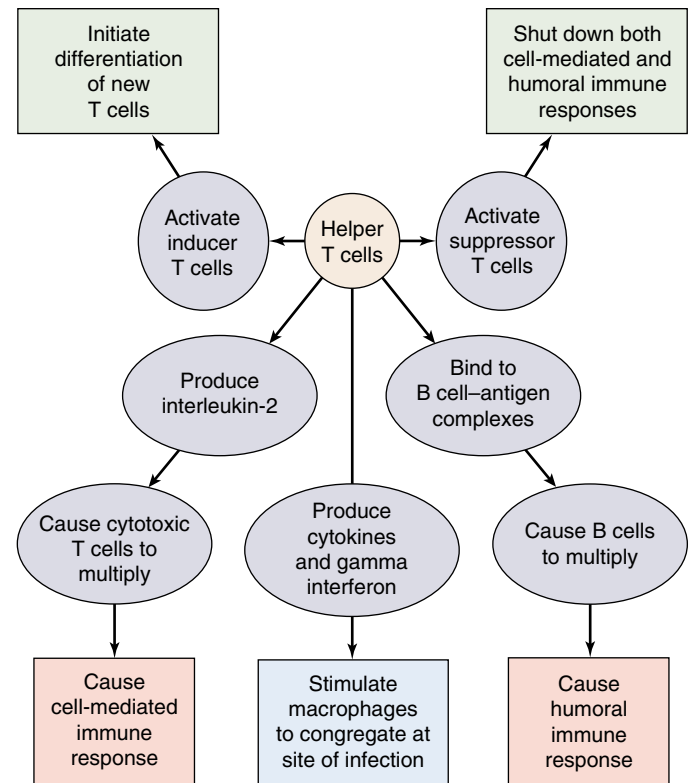 Initiate
differentiation
of new
T cells
Shut down both
cell-mediated and
humoral immune
responses
Activate
inducer
T cells
Helper
T cells
Activate
suppressor
T cells
Produce
interleukin-2
Bind to
B cell–antigen
complexes
Cause cytotoxic
T cells to
multiply
Produce
cytokines
and gamma
interferon
Cause B cells
to multiply
Cause
cell-mediated
immune
response
Stimulate
macrophages
to congregate at
site of infection
Cause
humoral
immune
response